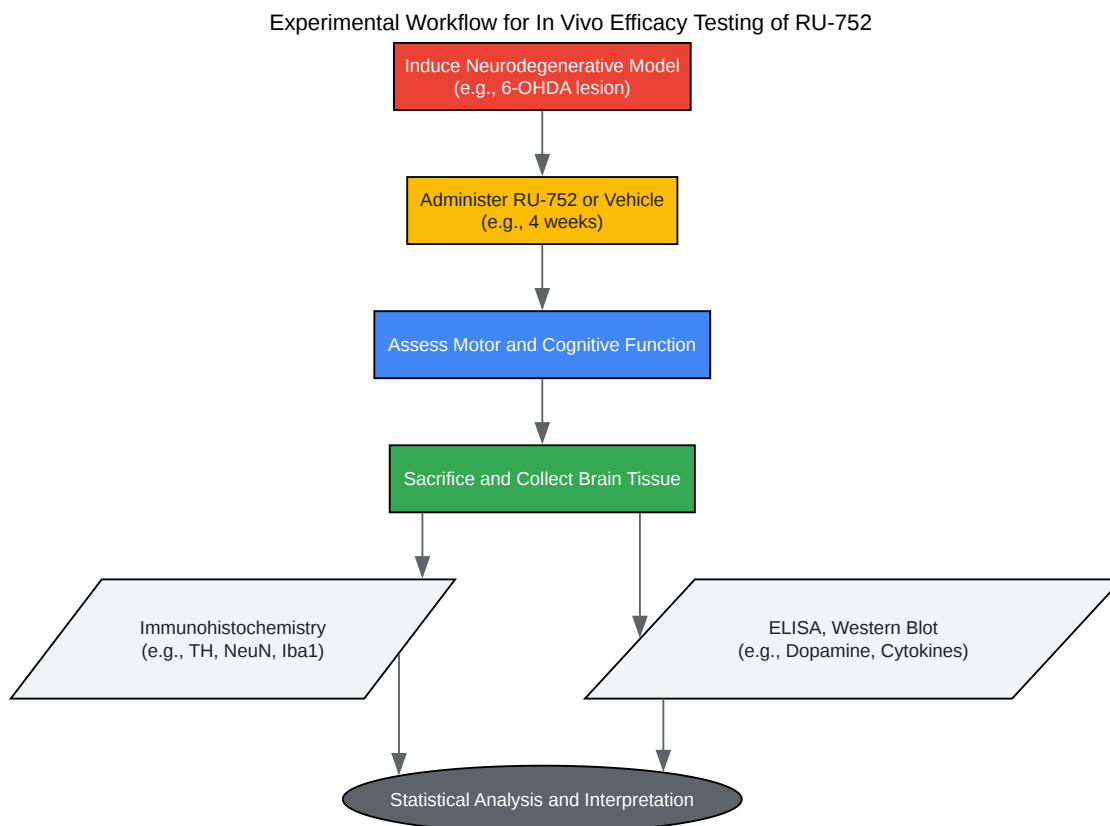 Experimental Workflow for In Vivo Efficacy Testing of RU-752
Induce Neurodegenerative Model
(e.g., 6-OHDA lesion)
Administer RU-752 or Vehicle
(e.g., 4 weeks)
Assess Motor and Cognitive Function
Sacrifice and Collect Brain Tissue
Immunohistochemistry
(e.g., TH, NeuN, Iba1)
ELISA, Western Blot
(e.g., Dopamine, Cytokines)
Statistical Analysis and Interpretation